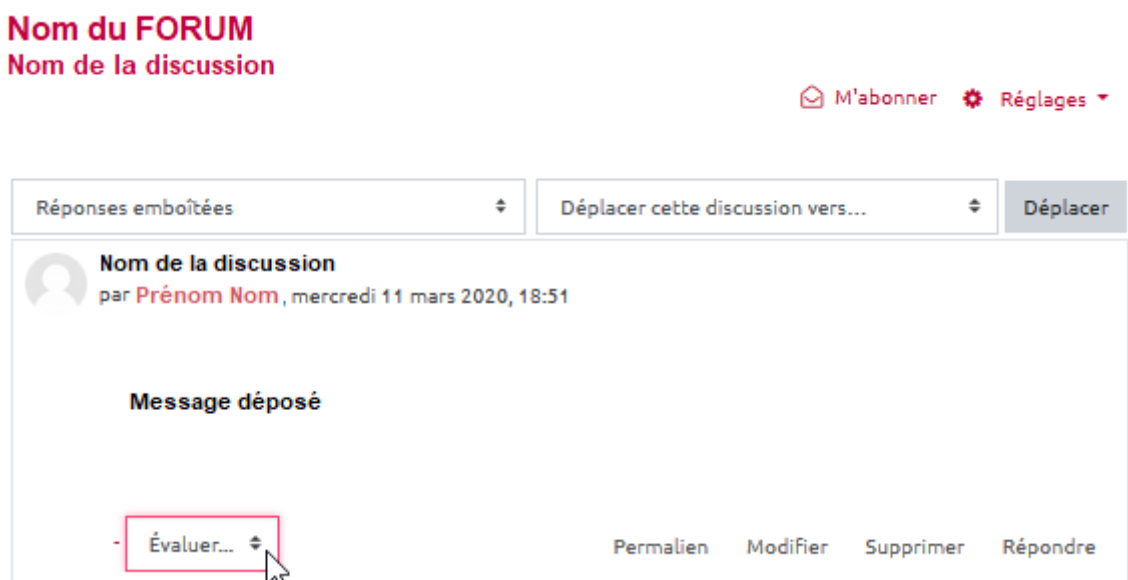 Nom du FORUM
Nom de la discussion
M'abonner Réglages
Réponses emboîtées Déplacer cette discussion vers... Déplacer
Nom de la discussion
par Prénom Nom, mercredi 11 mars 2020, 18:51
Message déposé
- Évaluer... Permalien Modifier Supprimer Répondre